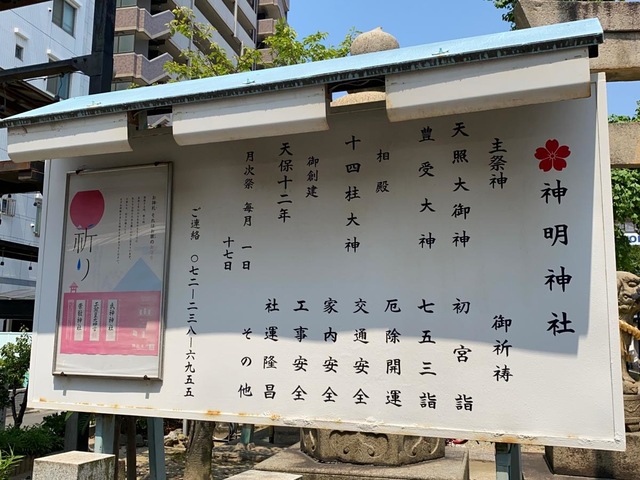 神明神社
主祭神
天照大御神
豊受大神
相殿
十四柱大神
御創建
天保十二年
月次祭 毎月 一日
十七日
御祈祷
初宮詣
七五三詣
厄除開運
交通安全
家内安全
工事安全
社運隆昌
その他
ご連絡 〇七二―二三八―六九五五
祈り